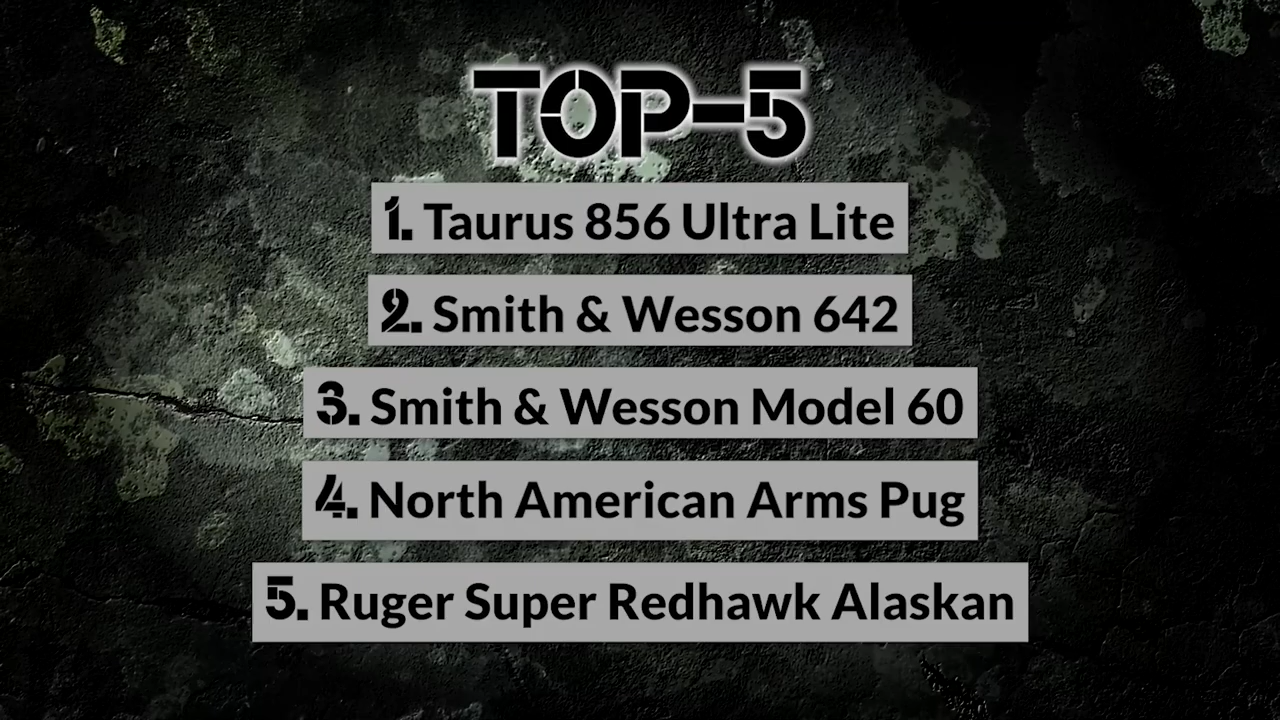 TOP-5
1. Taurus 856 Ultra Lite
2. Smith & Wesson 642
3. Smith & Wesson Model 60
4. North American Arms Pug
5. Ruger Super Redhawk Alaskan